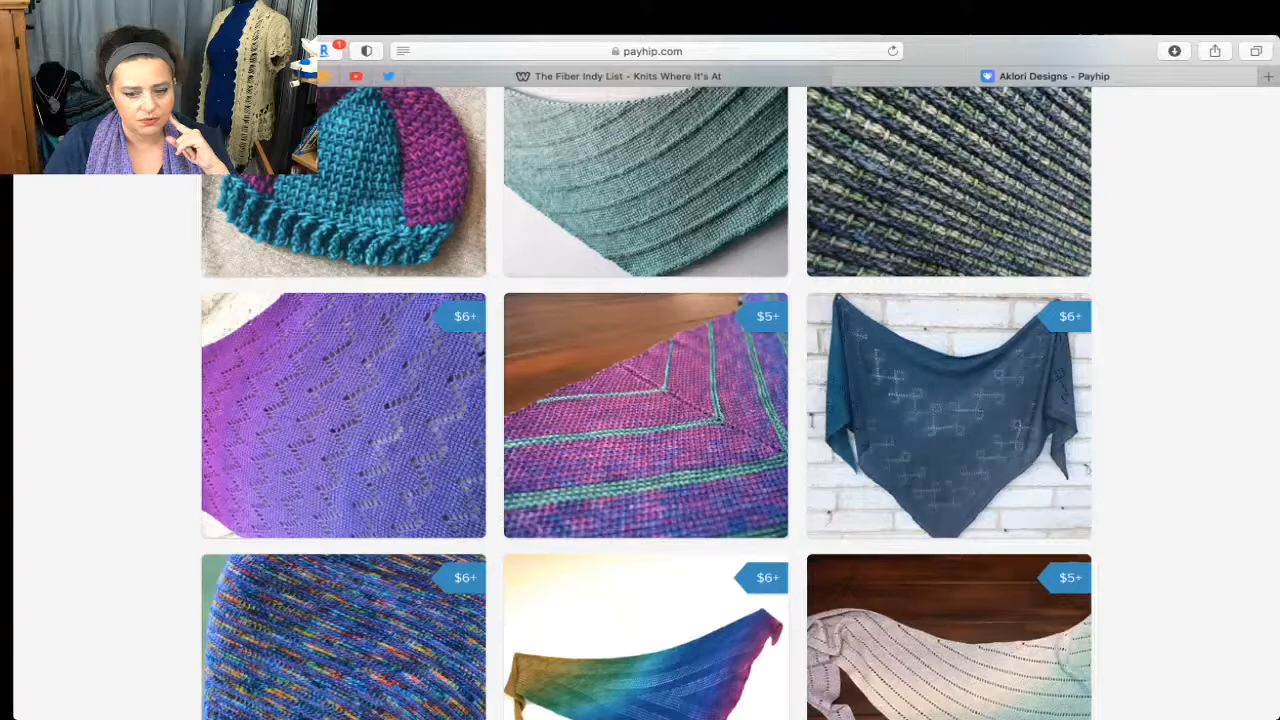 R
1
payhip.com
The Fiber Indy List - Knits Where It's At
Aklori Designs - Payhip
$6+
$5+
$6+
$6+
$6+
$5+